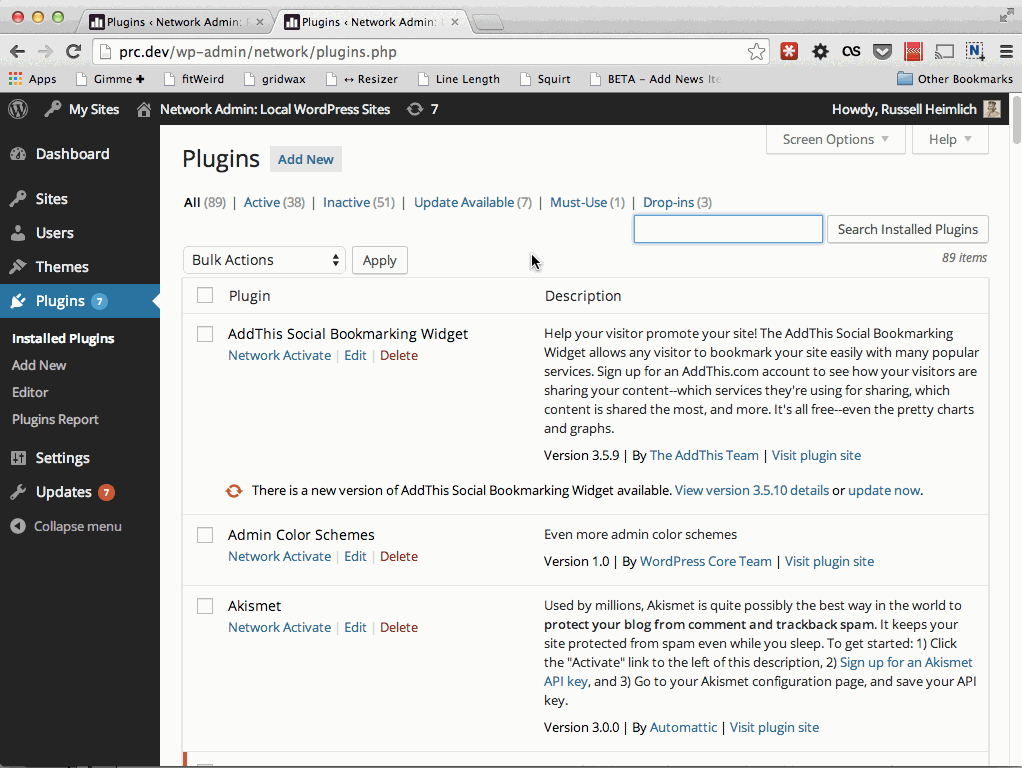 Plugins ‹ Network Admin:
Plugins ‹ Network Admin:
prc.dev/wp-admin/network/plugins.php
Apps
Gimme ✚
fitWeird
gridwax
↔ Resizer
Line Length
Squirt
BETA – Add News
Other Bookmarks
My Sites
Network Admin: Local WordPress Sites
7
Howdy, Russell Heimlich
Dashboard
Sites
Users
Themes
Plugins 7
Installed Plugins
Add New
Editor
Plugins Report
Settings
Updates 7
Collapse menu
Screen Options
Help
Plugins
Add New
All (89) | Active (38) | Inactive (51) | Update Available (7) | Must-Use (1) | Drop-ins (3)
Search Installed Plugins
Bulk Actions
Apply
89 items
Plugin
Description
AddThis Social Bookmarking Widget
Network Activate | Edit | Delete
Help your visitor promote your site! The AddThis Social Bookmarking
Widget allows any visitor to bookmark your site easily with many popular
services. Sign up for an AddThis.com account to see how your visitors are
sharing your content--which services they're using for sharing, which
content is shared the most, and more. It's all free--even the pretty charts
and graphs.
Version 3.5.9 | By The AddThis Team | Visit plugin site
There is a new version of AddThis Social Bookmarking Widget available. View version 3.5.10 details or update now.
Admin Color Schemes
Network Activate | Edit | Delete
Even more admin color schemes
Version 1.0 | By WordPress Core Team | Visit plugin site
Akismet
Network Activate | Edit | Delete
Used by millions, Akismet is quite possibly the best way in the world to
protect your blog from comment and trackback spam. It keeps your
site protected from spam even while you sleep. To get started: 1) Click
the "Activate" link to the left of this description, 2) Sign up for an Akismet
API key, and 3) Go to your Akismet configuration page, and save your API
key.
Version 3.0.0 | By Automattic | Visit plugin site